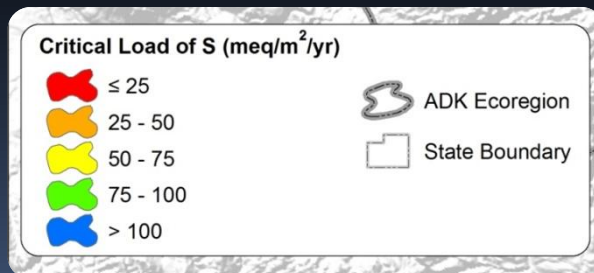 Critical Load of S (meq/m²/yr)
≤ 25
25 - 50
50 - 75
75 - 100
> 100
ADK Ecoregion
State Boundary